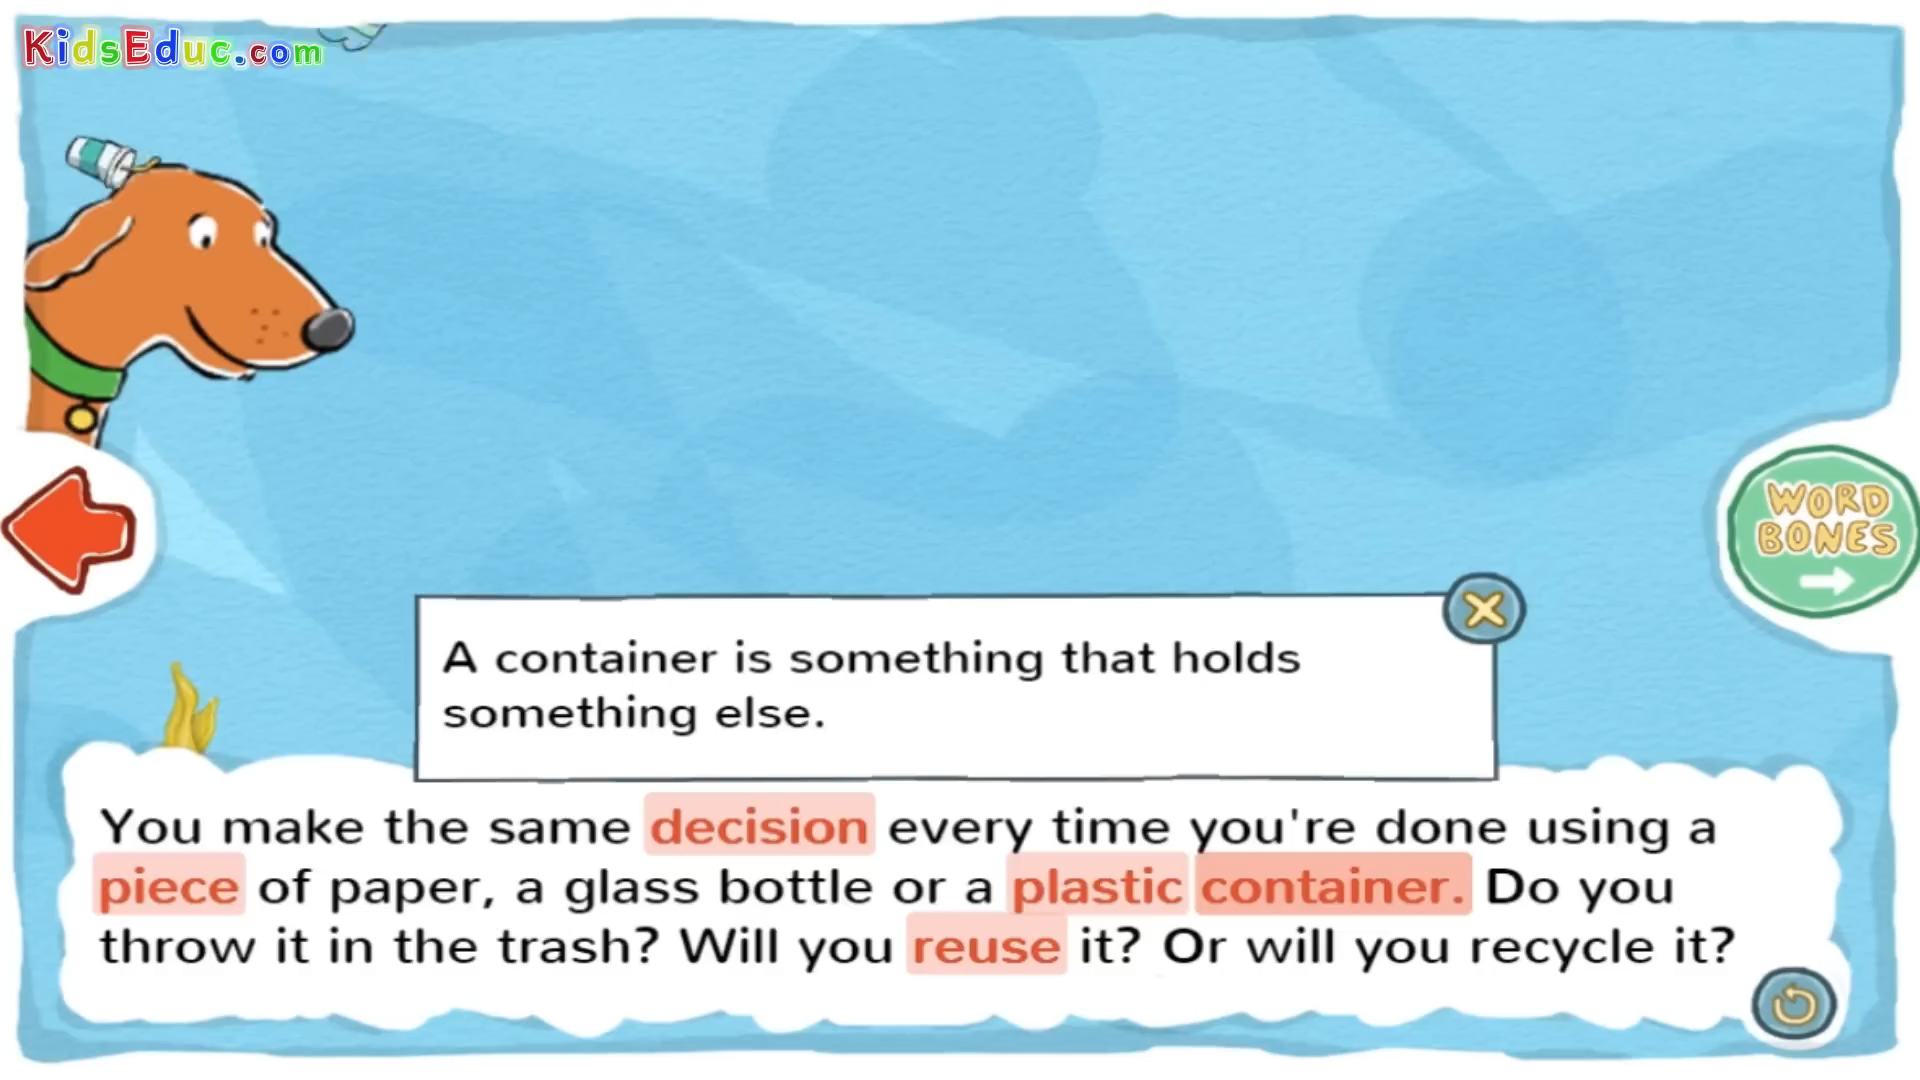 KidsEduc.com
WORD
BONES
A container is something that holds
something else.
You make the same decision every time you're done using a
piece of paper, a glass bottle or a plastic container. Do you
throw it in the trash? Will you reuse it? Or will you recycle it?